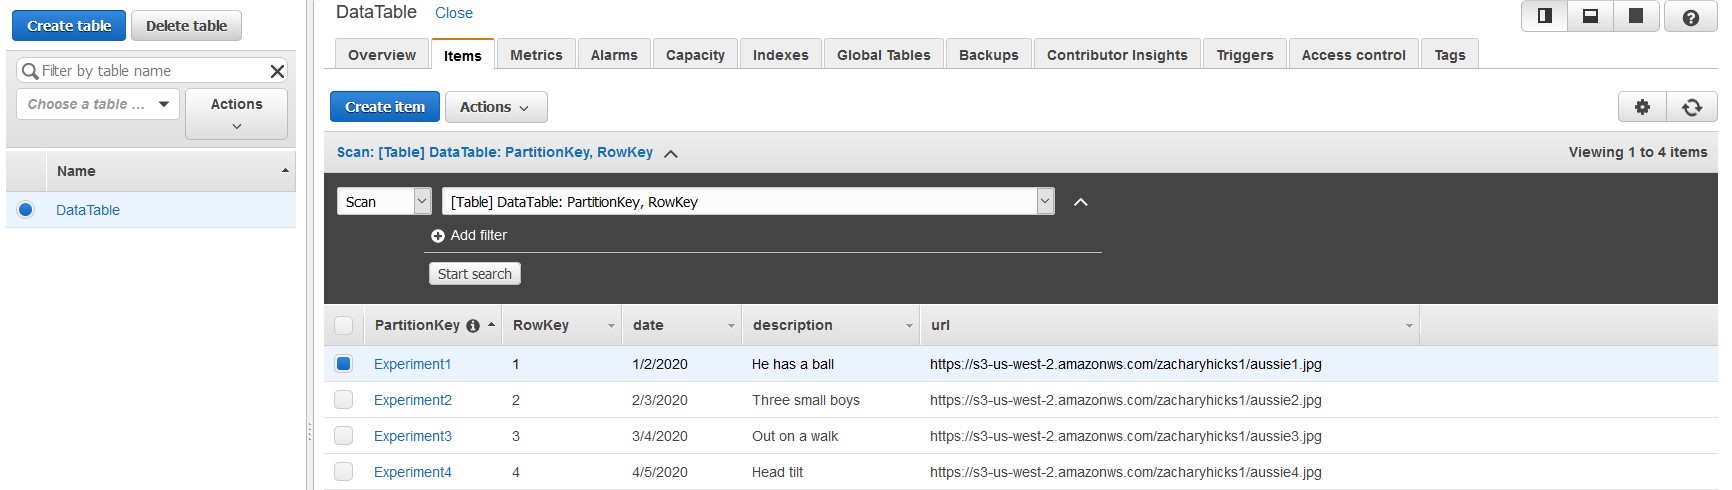 Create table Delete table
Filter by table name
Choose a table ... Actions
Name
DataTable
DataTable Close
Overview Items Metrics Alarms Capacity Indexes Global Tables Backups Contributor Insights Triggers Access control Tags
Create item Actions
Scan: [Table] DataTable: PartitionKey, RowKey Viewing 1 to 4 items
Scan [Table] DataTable: PartitionKey, RowKey
Add filter
Start search
PartitionKey RowKey date description url
Experiment1 1 1/2/2020 He has a ball https://s3-us-west-2.amazonws.com/zacharyhicks1/aussie1.jpg
Experiment2 2 2/3/2020 Three small boys https://s3-us-west-2.amazonws.com/zacharyhicks1/aussie2.jpg
Experiment3 3 3/4/2020 Out on a walk https://s3-us-west-2.amazonws.com/zacharyhicks1/aussie3.jpg
Experiment4 4 4/5/2020 Head tilt https://s3-us-west-2.amazonws.com/zacharyhicks1/aussie4.jpg